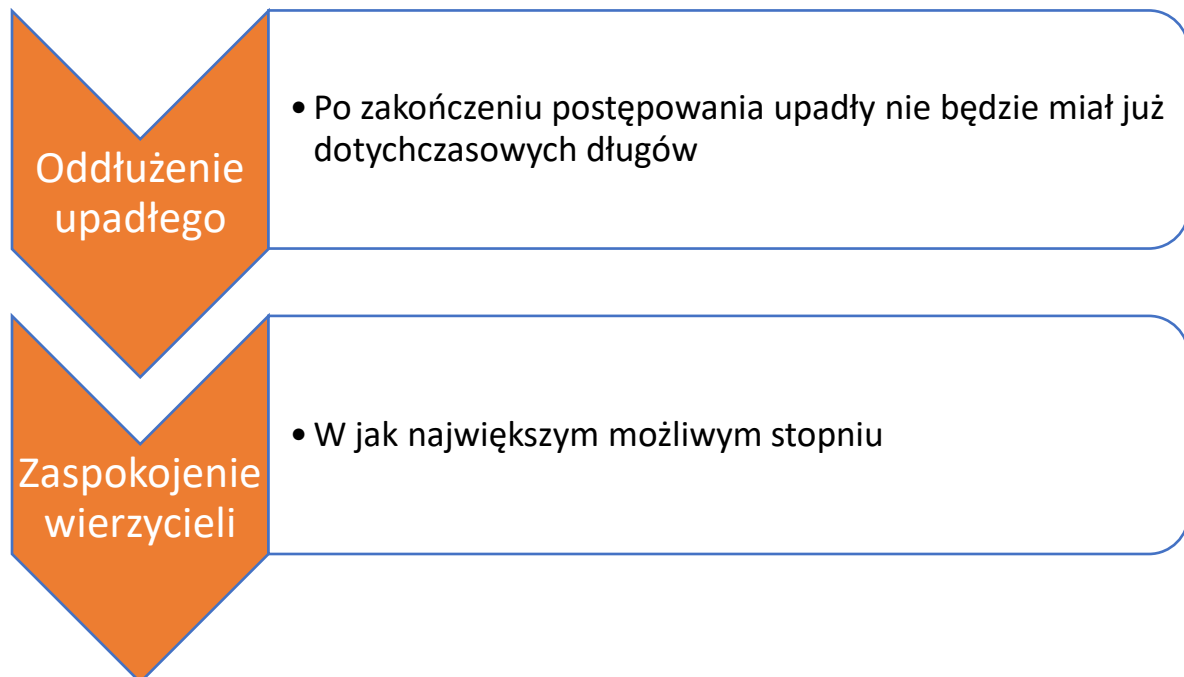 Oddłużenie
upadłego
• Po zakończeniu postępowania upadły nie będzie miał już
dotychczasowych długów
Zaspokojenie
wierzycieli
• W jak największym możliwym stopniu